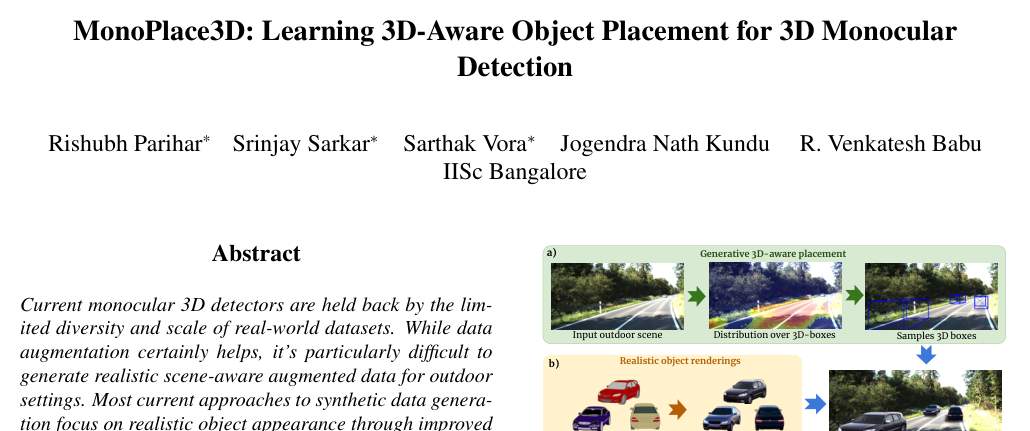 MonoPlace3D: Learning 3D-Aware Object Placement for 3D Monocular
Detection
Rishubh Parihar* Srinjay Sarkar* Sarthak Vora* Jogendra Nath Kundu R. Venkatesh Babu
IISc Bangalore
Abstract
Current monocular 3D detectors are held back by the lim-
ited diversity and scale of real-world datasets. While data
augmentation certainly helps, it's particularly difficult to
generate realistic scene-aware augmented data for outdoor
settings. Most current approaches to synthetic data genera-
tion focus on realistic object appearance through improved
a)
Generative 3D-aware placement
Input outdoor scene
Distribution over 3D-boxes
Samples 3D boxes
b)
Realistic object renderings